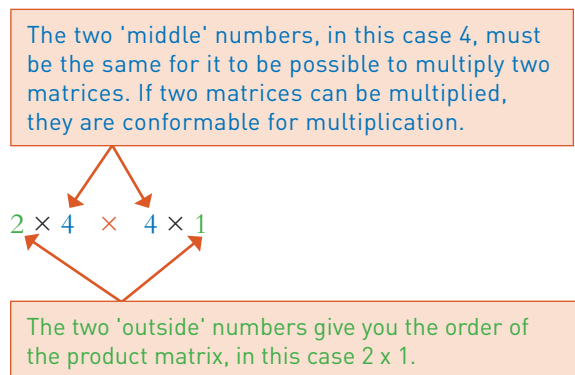 The two 'middle' numbers, in this case 4, must
be the same for it to be possible to multiply two
matrices. If two matrices can be multiplied,
they are conformable for multiplication.
2 × 4 × 4 × 1
The two 'outside' numbers give you the order of
the product matrix, in this case 2 x 1.